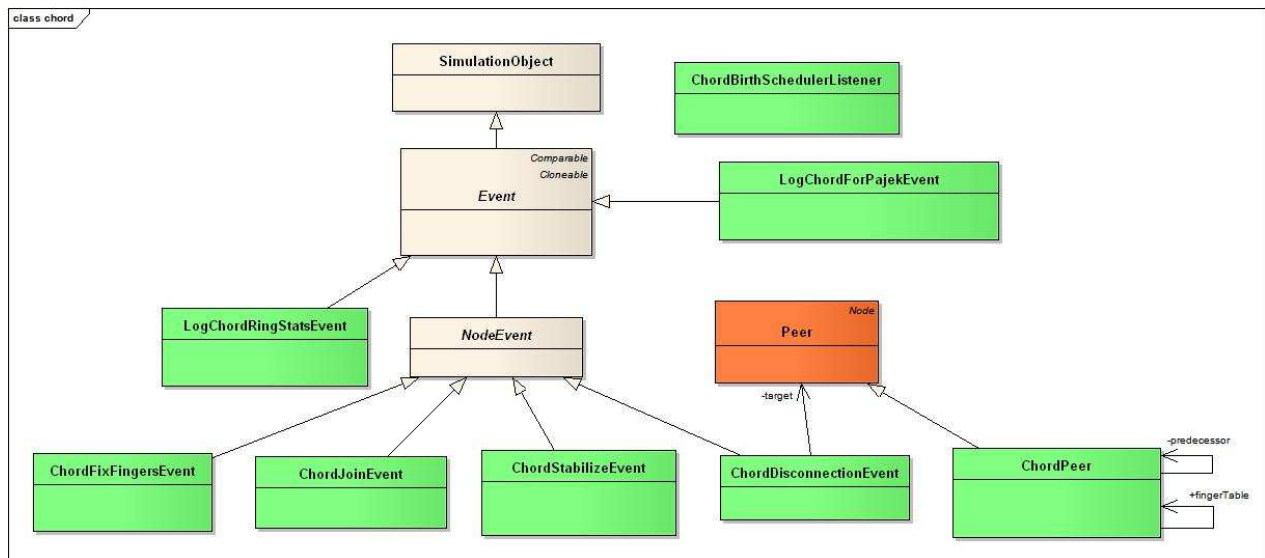 class chord
SimulationObject
ChordBirthSchedulerListener
Comparable
Cloneable
Event
LogChordForPajekEvent
LogChordRingStatsEvent
NodeEvent
Node
Peer
-target
ChordFixFingersEvent
ChordJoinEvent
ChordStabilizeEvent
ChordDisconnectionEvent
ChordPeer
-predecessor
+fingerTable